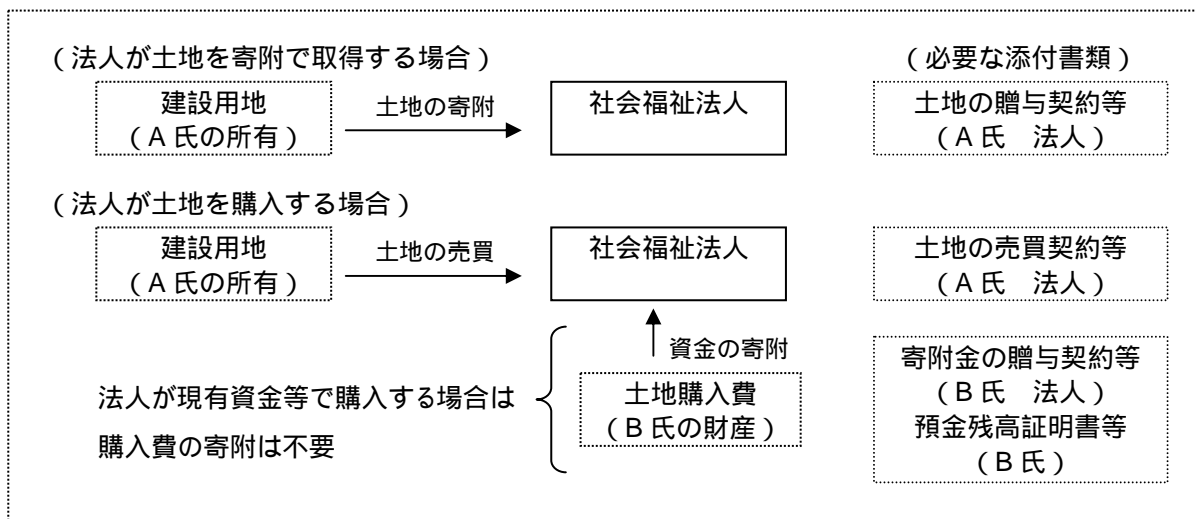 （法人が土地を寄附で取得する場合）
（必要な添付書類）
建設用地
（A氏の所有）
土地の寄附
社会福祉法人
土地の贈与契約等
（A氏　法人）
（法人が土地を購入する場合）
建設用地
（A氏の所有）
土地の売買
社会福祉法人
土地の売買契約等
（A氏　法人）
資金の寄附
法人が現有資金等で購入する場合は
購入費の寄附は不要
土地購入費
（B氏の財産）
寄附金の贈与契約等
（B氏　法人）
預金残高証明書等
（B氏）